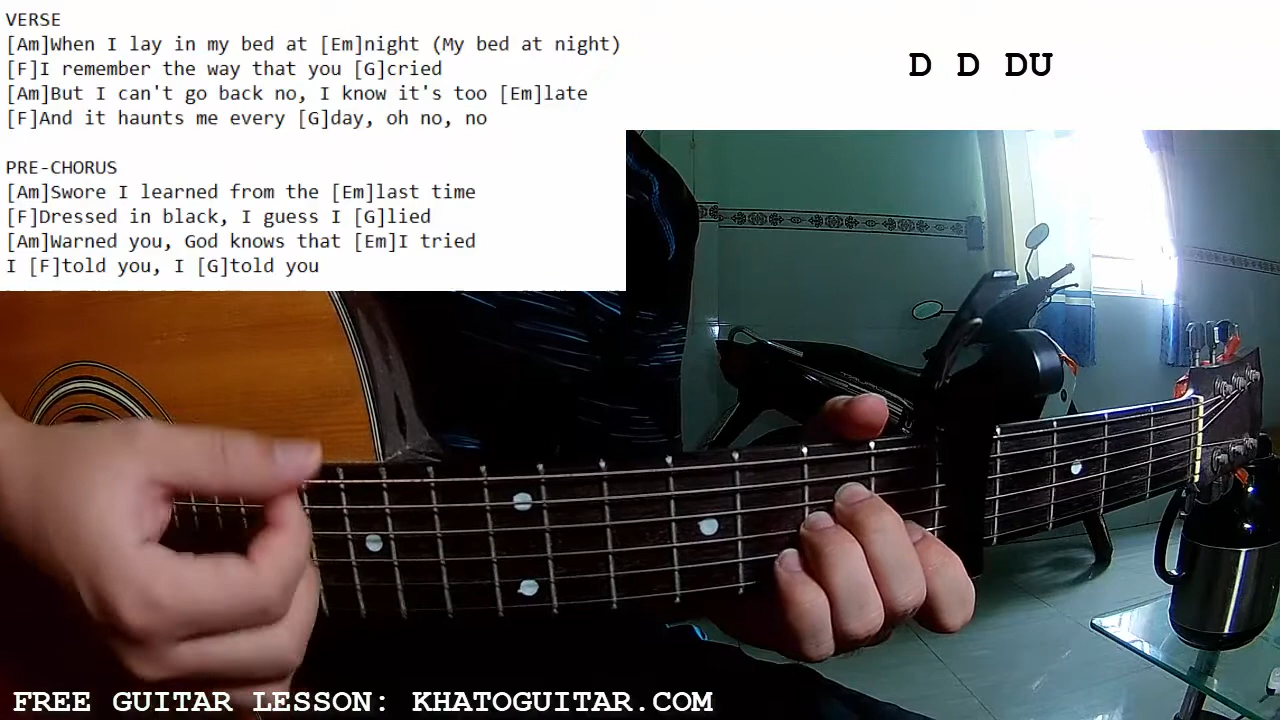 VERSE
[Am]When I lay in my bed at [Em]night (My bed at night)
[F]I remember the way that you [G]cried
[Am]But I can't go back no, I know it's too [Em]late
[F]And it haunts me every [G]day, oh no, no
PRE-CHORUS
[Am]Swore I learned from the [Em]last time
[F]Dressed in black, I guess I [G]lied
[Am]Warned you, God knows that [Em]I tried
I [F]told you, I [G]told you
D D DU
FREE GUITAR LESSON: KHATOGUITAR.COM